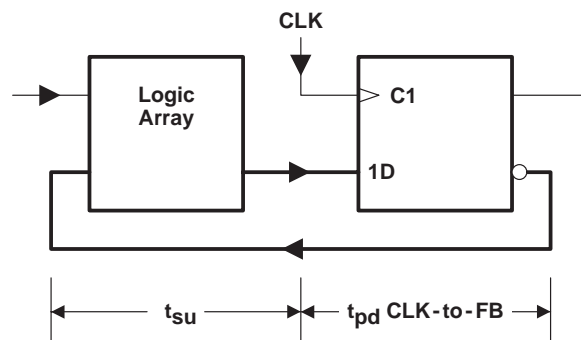 CLK
Logic
Array
C1
1D
tsu
tpd CLK-to-FB